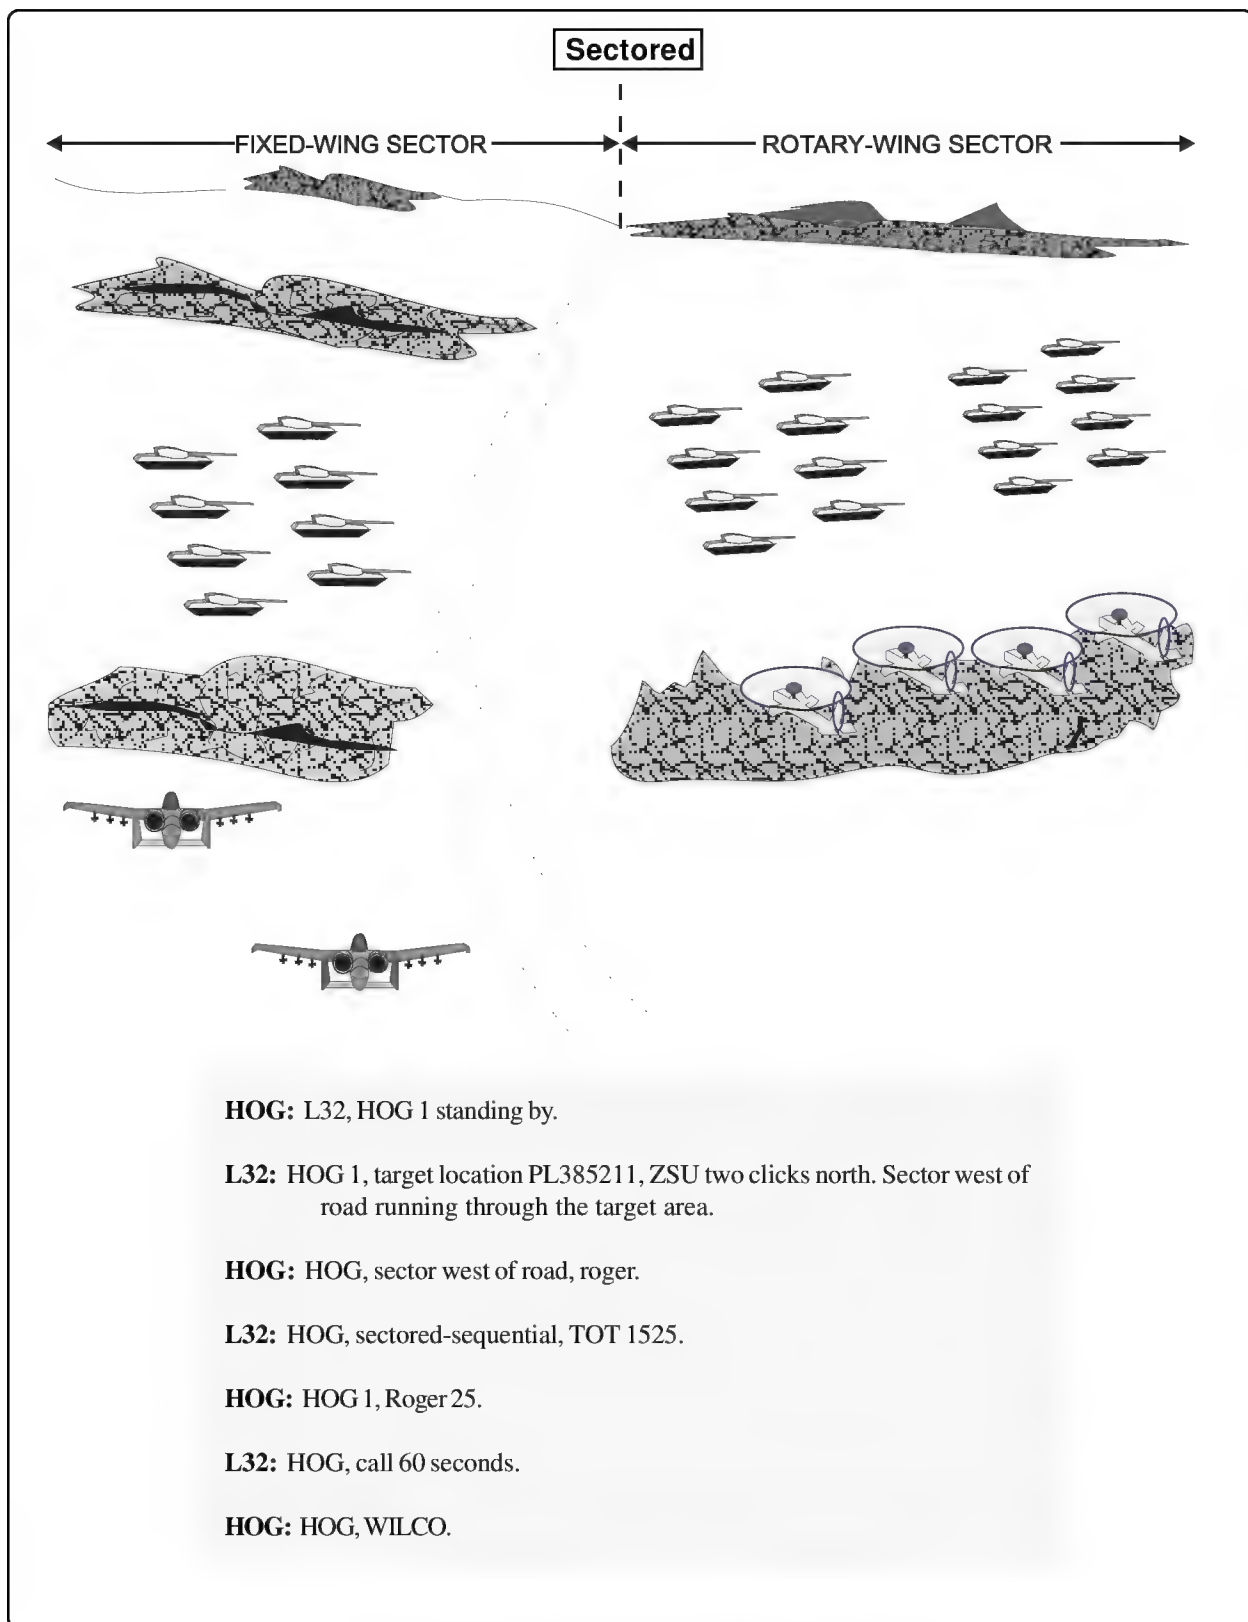 Sectored
FIXED-WING SECTOR
ROTARY-WING SECTOR
HOG: L32, HOG 1 standing by.
L32: HOG 1, target location PL385211, ZSU two clicks north. Sector west of
road running through the target area.
HOG: HOG, sector west of road, roger.
L32: HOG, sectored-sequential, TOT 1525.
HOG: HOG 1, Roger 25.
L32: HOG, call 60 seconds.
HOG: HOG, WILCO.